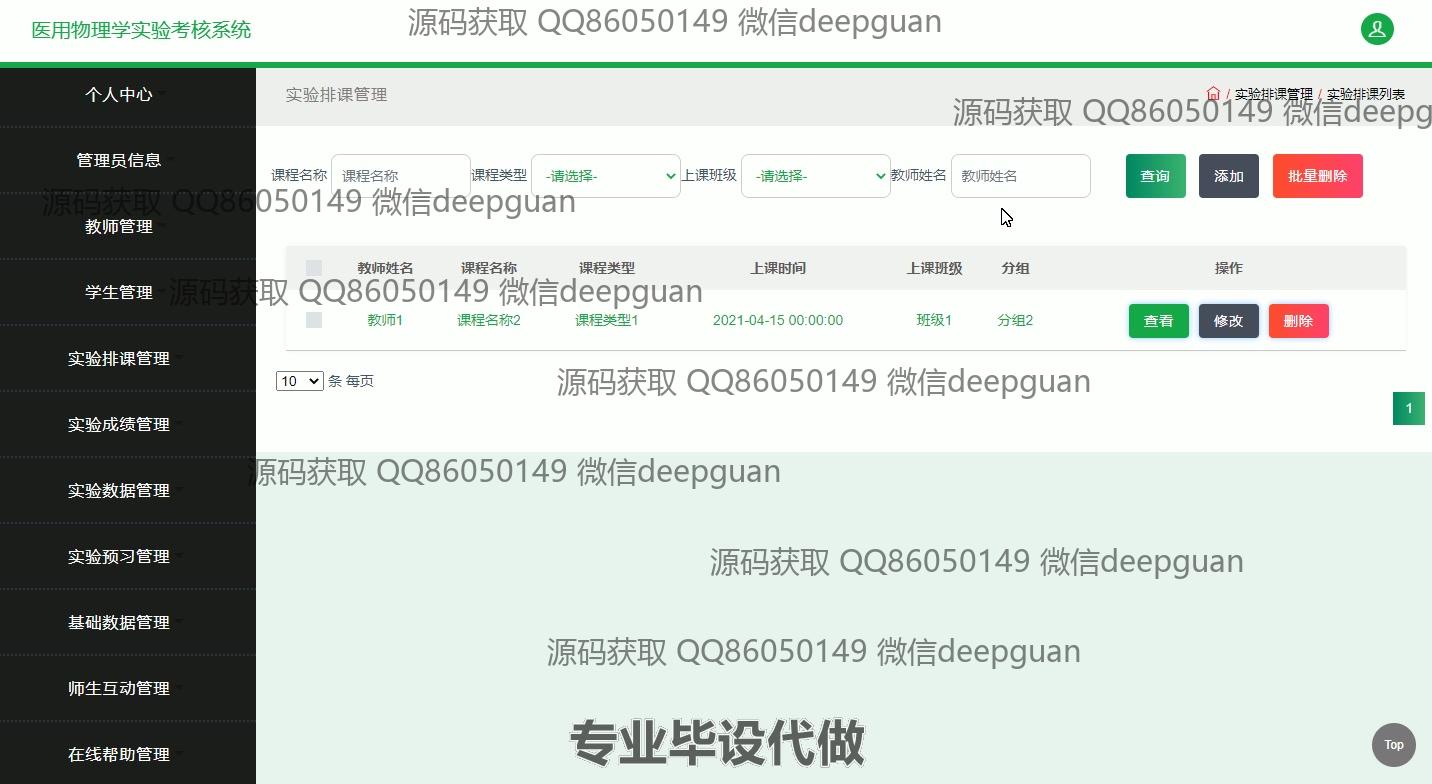 医用物理学实验考核系统
源码获取 QQ86050149 微信deepguan
个人中心
管理员信息
教师管理
学生管理
实验排课管理
实验成绩管理
实验数据管理
实验预习管理
基础数据管理
师生互动管理
在线帮助管理
实验排课管理
/ 实验排课管理 / 实验排课列表
源码获取 QQ86050149 微信deepg
课程名称 课程名称 课程类型 -请选择- 上课班级 -请选择- 教师姓名 教师姓名 查询 添加 批量删除
源码获取 QQ86050149 微信deepguan
教师姓名 课程名称 课程类型 上课时间 上课班级 分组 操作
源码获取 QQ86050149 微信deepguan
教师1 课程名称2 课程类型1 2021-04-15 00:00:00 班级1 分组2 查看 修改 删除
10 条 每页
源码获取 QQ86050149 微信deepguan
1
源码获取 QQ86050149 微信deepguan
源码获取 QQ86050149 微信deepguan
源码获取 QQ86050149 微信deepguan
专业毕设代做
Top